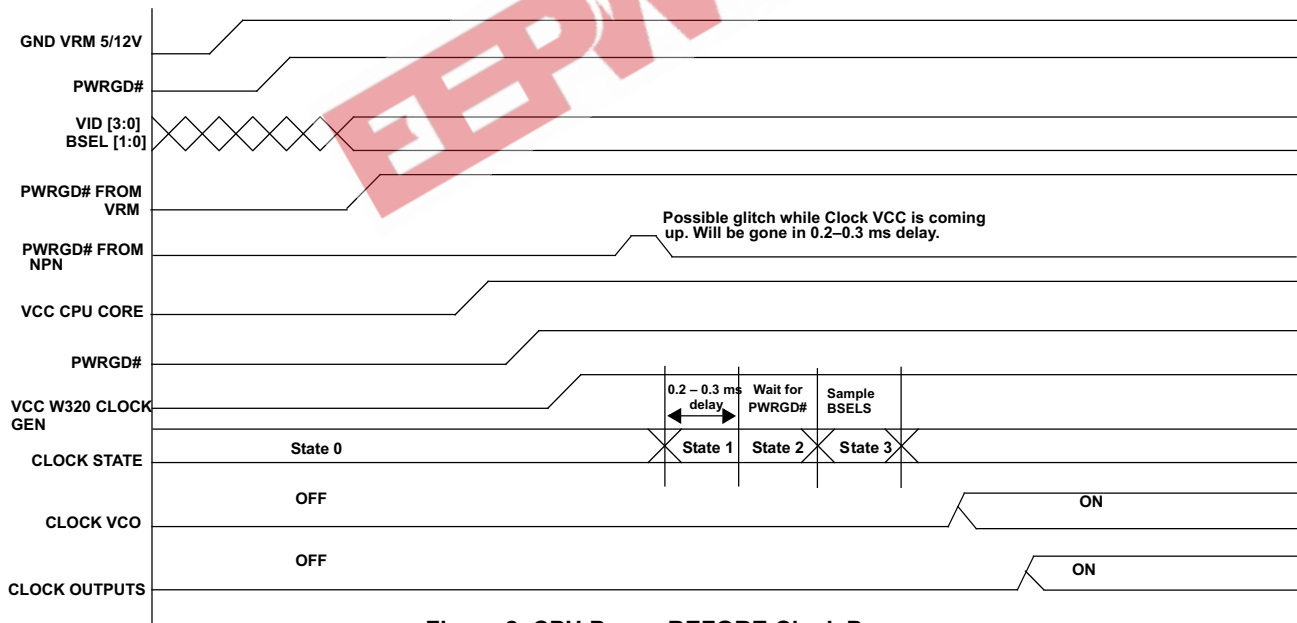 GND VRM 5/12V
PWRGD#
VID [3:0]
BSEL [1:0]
PWRGD# FROM
VRM
Possible glitch while Clock VCC is coming
up. Will be gone in 0.2–0.3 ms delay.
PWRGD# FROM
NPN
VCC CPU CORE
PWRGD#
0.2 – 0.3 ms
delay
Wait for
PWRGD#
Sample
BSELS
VCC W320 CLOCK
GEN
State 0
State 1
State 2
State 3
CLOCK STATE
OFF
ON
CLOCK VCO
OFF
ON
CLOCK OUTPUTS